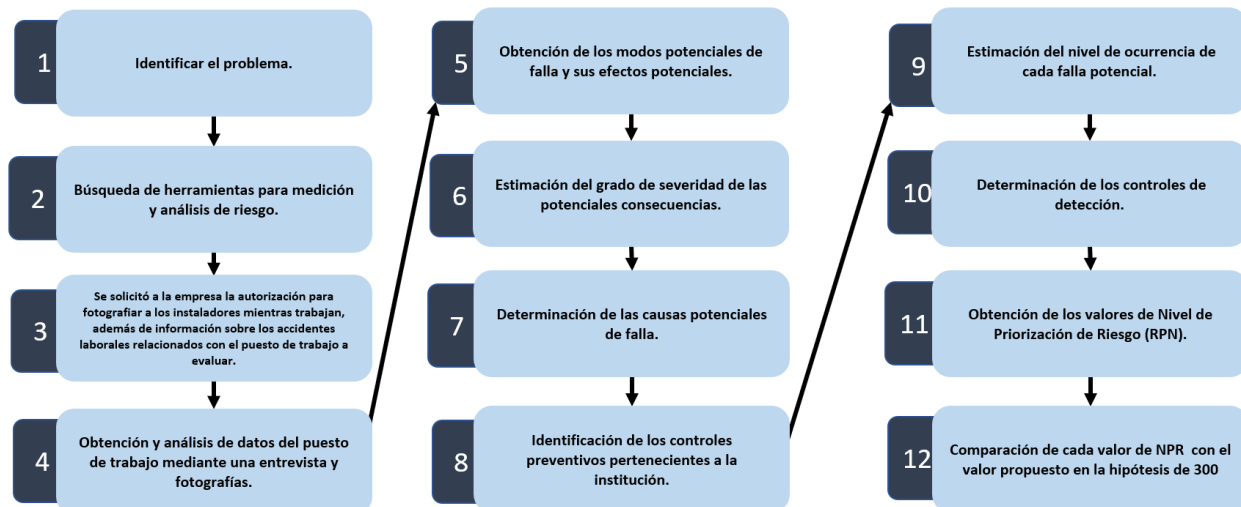 1
Identificar el problema.
2
Búsqueda de herramientas para medición
y análisis de riesgo.
3
Se solicitó a la empresa la autorización para
fotografiar a los instaladores mientras trabajan,
además de información sobre los accidentes
laborales relacionados con el puesto de trabajo a
evaluar.
4
Obtención y análisis de datos del puesto
de trabajo mediante una entrevista y
fotografías.
5
Obtención de los modos potenciales de
falla y sus efectos potenciales.
6
Estimación del grado de severidad de las
potenciales consecuencias.
7
Determinación de las causas potenciales
de falla.
8
Identificación de los controles
preventivos pertenecientes a la
institución.
9
Estimación del nivel de ocurrencia de
cada falla potencial.
10
Determinación de los controles de
detección.
11
Obtención de los valores de Nivel de
Priorización de Riesgo (RPN).
12
Comparación de cada valor de NPR con el
valor propuesto en la hipótesis de 300